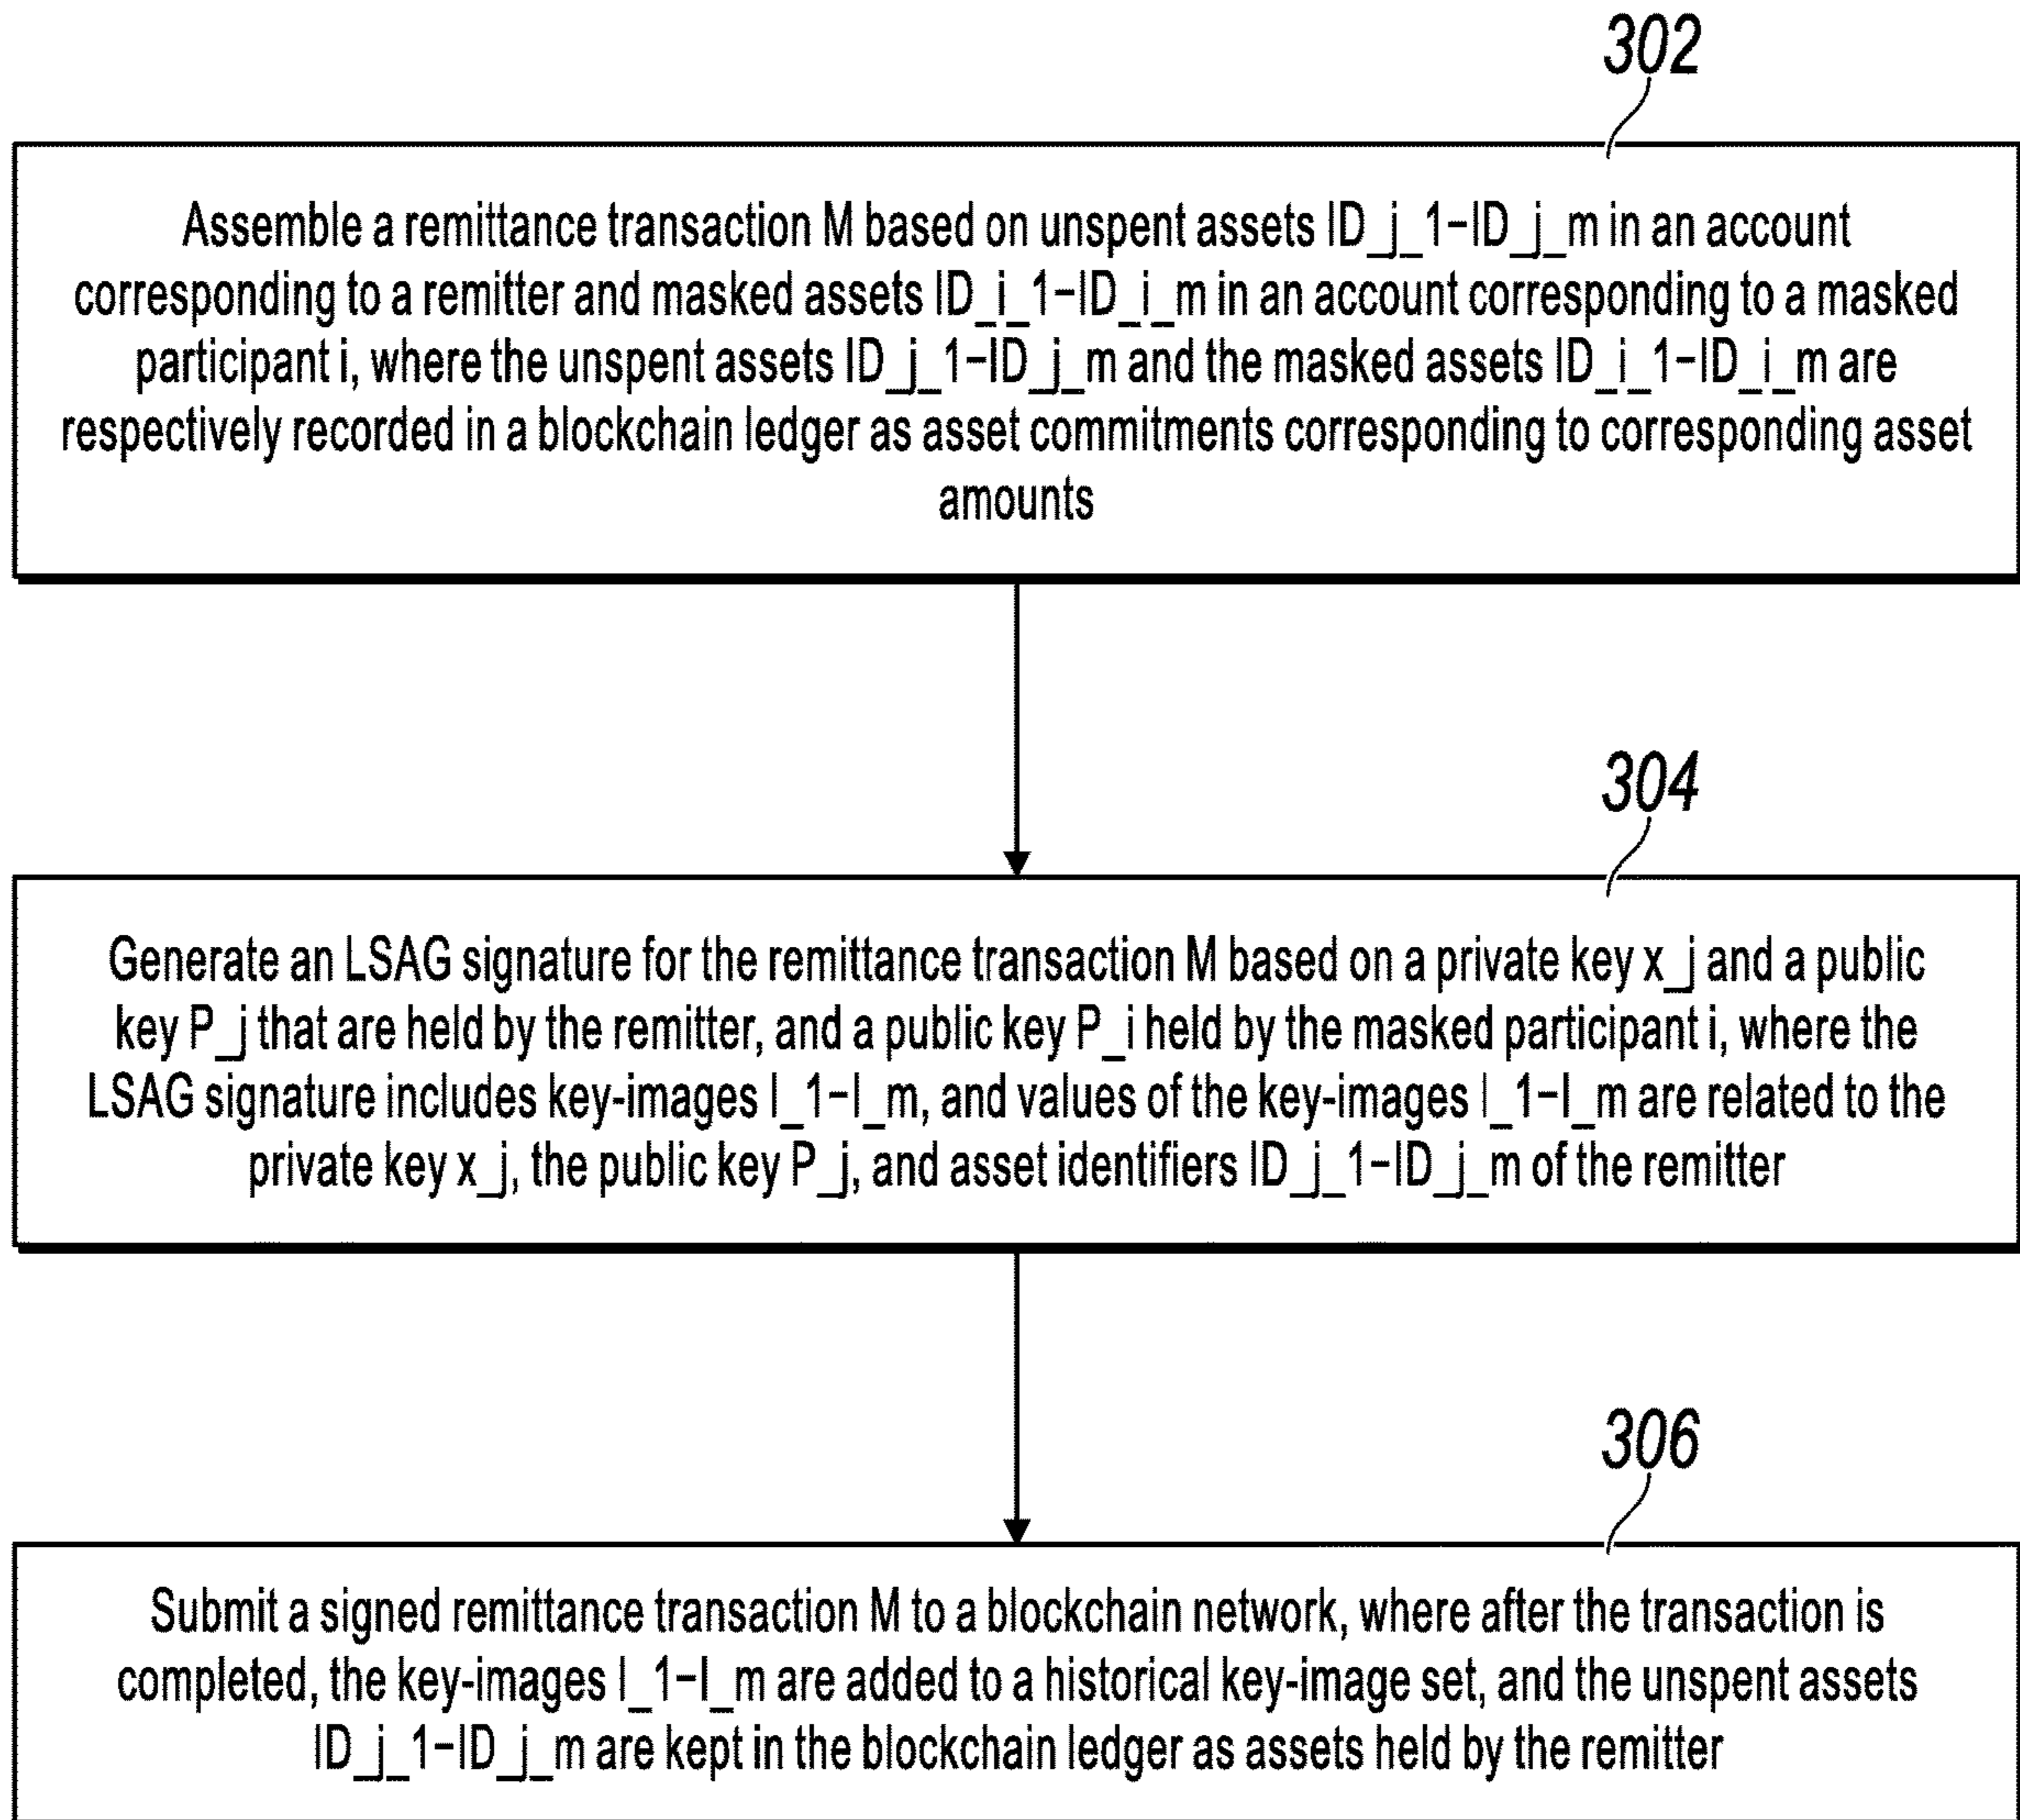 302
Assemble a remittance transaction M based on unspent assets ID_j_1-ID_j_m in an account
corresponding to a remitter and masked assets ID_i_1-ID_i_m in an account corresponding to a masked
participant i, where the unspent assets ID_j_1-ID_j_m and the masked assets ID_i_1-ID_i_m are
respectively recorded in a blockchain ledger as asset commitments corresponding to corresponding asset
amounts
304
Generate an LSAG signature for the remittance transaction M based on a private key x_j and a public
key P_j that are held by the remitter, and a public key P_i held by the masked participant i, where the
LSAG signature includes key-images I_1-I_m, and values of the key-images I_1-I_m are related to the
private key x_j, the public key P_j, and asset identifiers ID_j_1-ID_j_m of the remitter
306
Submit a signed remittance transaction M to a blockchain network, where after the transaction is
completed, the key-images I_1-I_m are added to a historical key-image set, and the unspent assets
ID_j_1-ID_j_m are kept in the blockchain ledger as assets held by the remitter